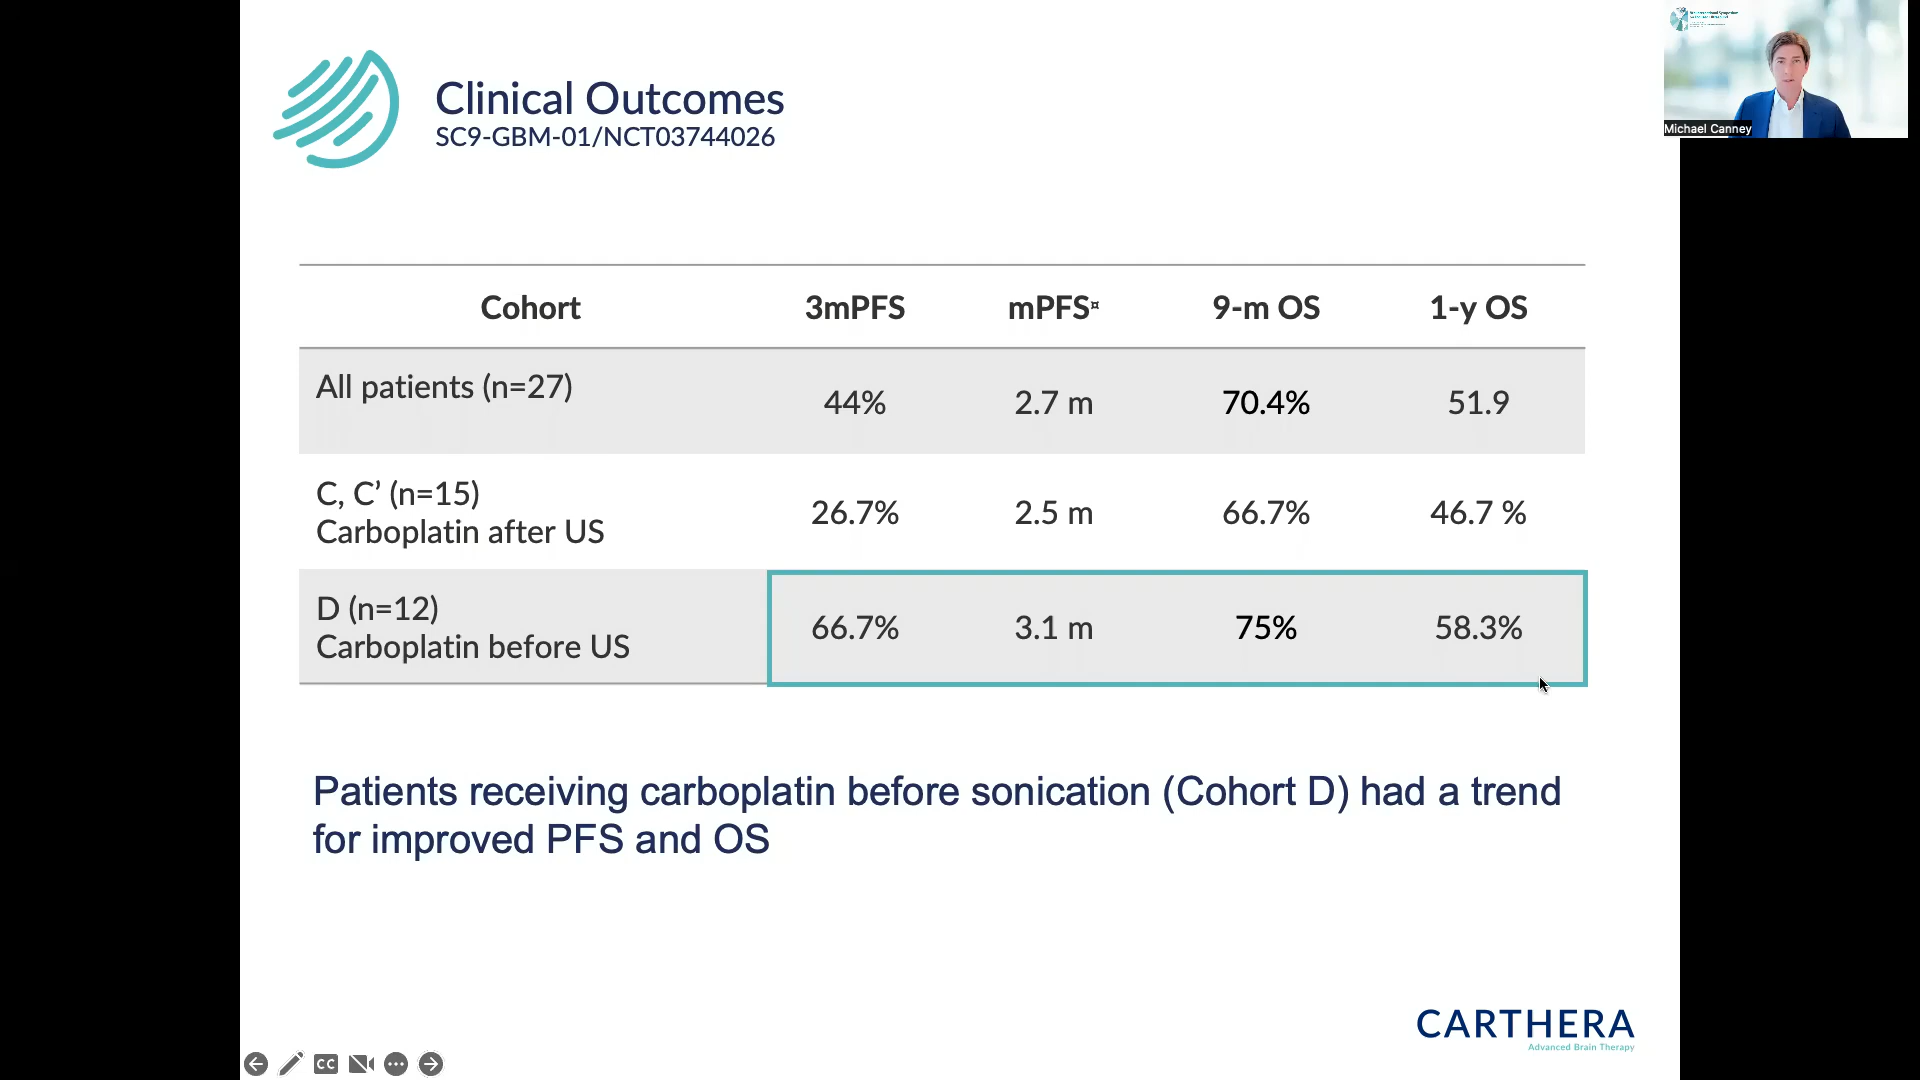 Clinical Outcomes
SC9-GBM-01/NCT03744026
Michael Canney
Cohort 3mPFS mPFS¤ 9-m OS 1-y OS
All patients (n=27) 44% 2.7 m 70.4% 51.9
C, C’ (n=15)
Carboplatin after US 26.7% 2.5 m 66.7% 46.7 %
D (n=12)
Carboplatin before US 66.7% 3.1 m 75% 58.3%
Patients receiving carboplatin before sonication (Cohort D) had a trend
for improved PFS and OS
CARTHERA
Advanced Brain Therapy
CC